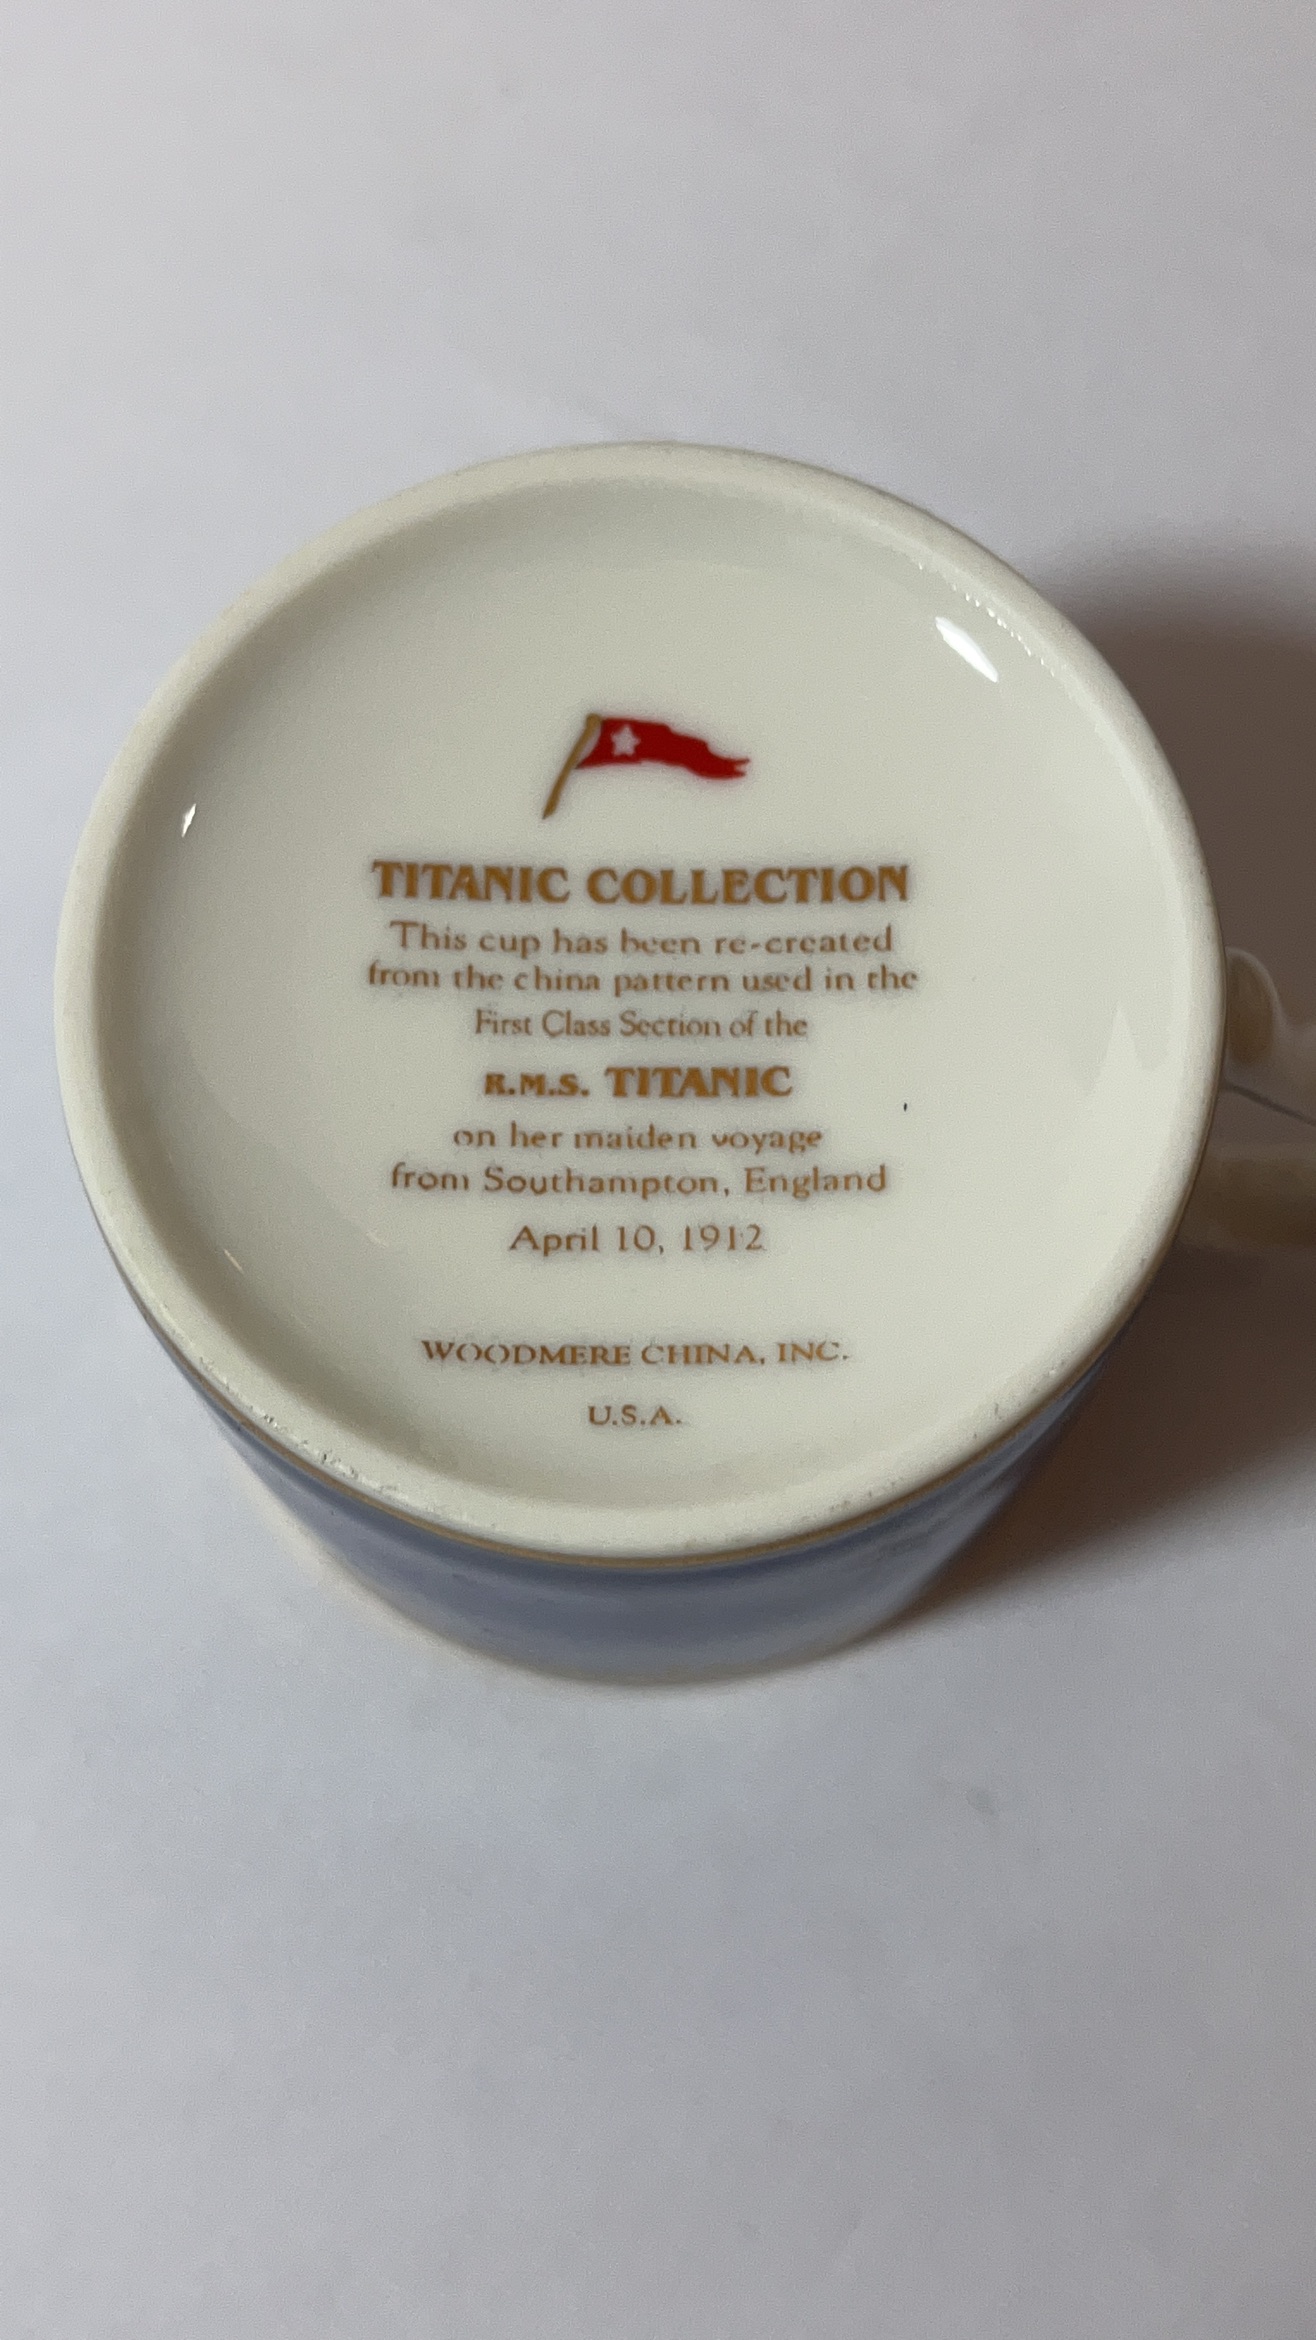 TITANIC COLLECTION
This cup has been re-created
from the china pattern used in the
First Class Section of the
R.M.S. TITANIC
on her maiden voyage
from Southampton, England
April 10, 1912
WOODMERE CHINA, INC.
U.S.A.